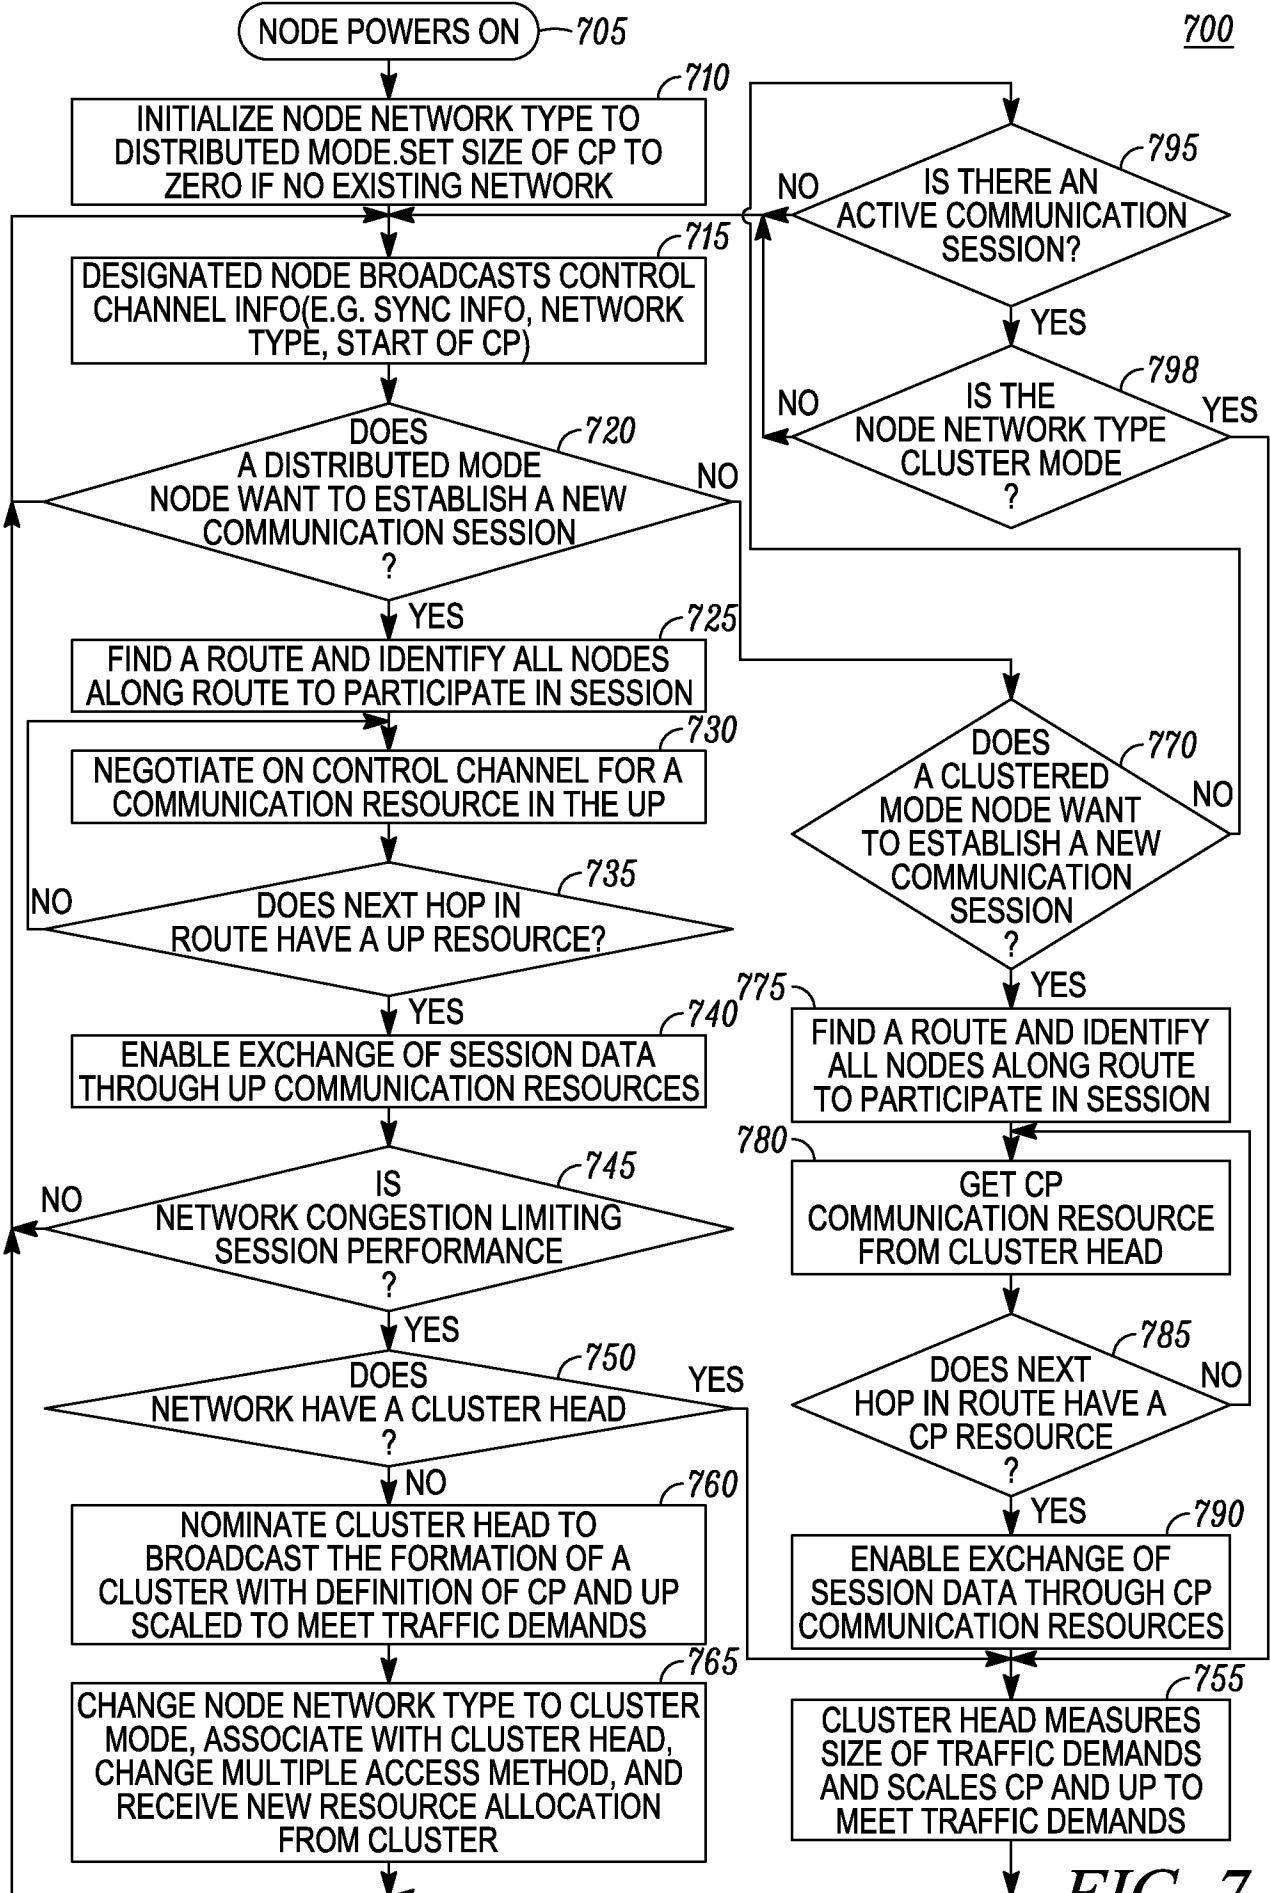 NODE POWERS ON
705
700
710
INITIALIZE NODE NETWORK TYPE TO
DISTRIBUTED MODE.SET SIZE OF CP TO
ZERO IF NO EXISTING NETWORK
715
DESIGNATED NODE BROADCASTS CONTROL
CHANNEL INFO(E.G. SYNC INFO, NETWORK
TYPE, START OF CP)
720
DOES
A DISTRIBUTED MODE
NODE WANT TO ESTABLISH A NEW
COMMUNICATION SESSION
?
NO
YES
725
FIND A ROUTE AND IDENTIFY ALL NODES
ALONG ROUTE TO PARTICIPATE IN SESSION
730
NEGOTIATE ON CONTROL CHANNEL FOR A
COMMUNICATION RESOURCE IN THE UP
735
DOES NEXT HOP IN
ROUTE HAVE A UP RESOURCE?
NO
YES
740
ENABLE EXCHANGE OF SESSION DATA
THROUGH UP COMMUNICATION RESOURCES
745
IS
NETWORK CONGESTION LIMITING
SESSION PERFORMANCE
?
NO
YES
750
DOES
NETWORK HAVE A CLUSTER HEAD
?
YES
NO
760
NOMINATE CLUSTER HEAD TO
BROADCAST THE FORMATION OF A
CLUSTER WITH DEFINITION OF CP AND UP
SCALED TO MEET TRAFFIC DEMANDS
765
CHANGE NODE NETWORK TYPE TO CLUSTER
MODE, ASSOCIATE WITH CLUSTER HEAD,
CHANGE MULTIPLE ACCESS METHOD, AND
RECEIVE NEW RESOURCE ALLOCATION
FROM CLUSTER
795
IS THERE AN
ACTIVE COMMUNICATION
SESSION?
NO
YES
798
IS THE
NODE NETWORK TYPE
CLUSTER MODE
?
NO
YES
770
DOES
A CLUSTERED
MODE NODE WANT
TO ESTABLISH A NEW
COMMUNICATION
SESSION
?
NO
YES
775
FIND A ROUTE AND IDENTIFY
ALL NODES ALONG ROUTE
TO PARTICIPATE IN SESSION
780
GET CP
COMMUNICATION RESOURCE
FROM CLUSTER HEAD
785
DOES NEXT
HOP IN ROUTE HAVE A
CP RESOURCE
?
NO
YES
790
ENABLE EXCHANGE OF
SESSION DATA THROUGH CP
COMMUNICATION RESOURCES
755
CLUSTER HEAD MEASURES
SIZE OF TRAFFIC DEMANDS
AND SCALES CP AND UP TO
MEET TRAFFIC DEMANDS
FIG. 7